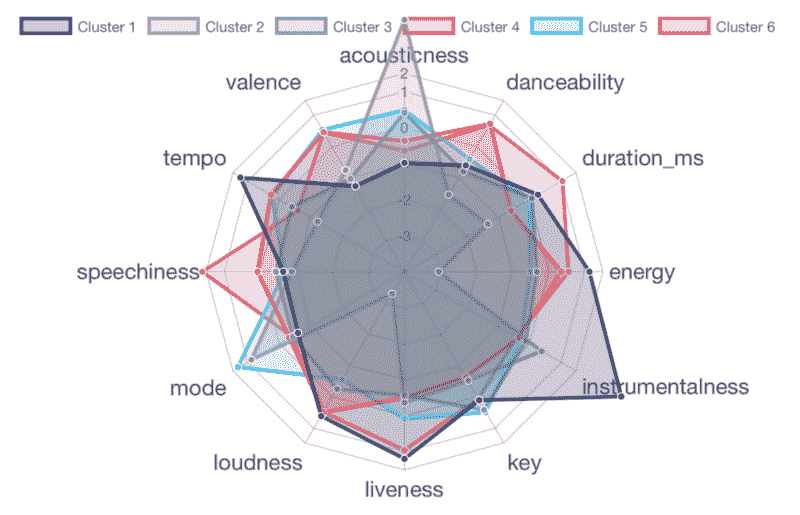 Cluster 1 Cluster 2 Cluster 3 Cluster 4 Cluster 5 Cluster 6
acousticness
2
valence danceability
1
0
tempo duration_ms
-2
-3
speechiness energy
mode instrumentalness
loudness key
liveness